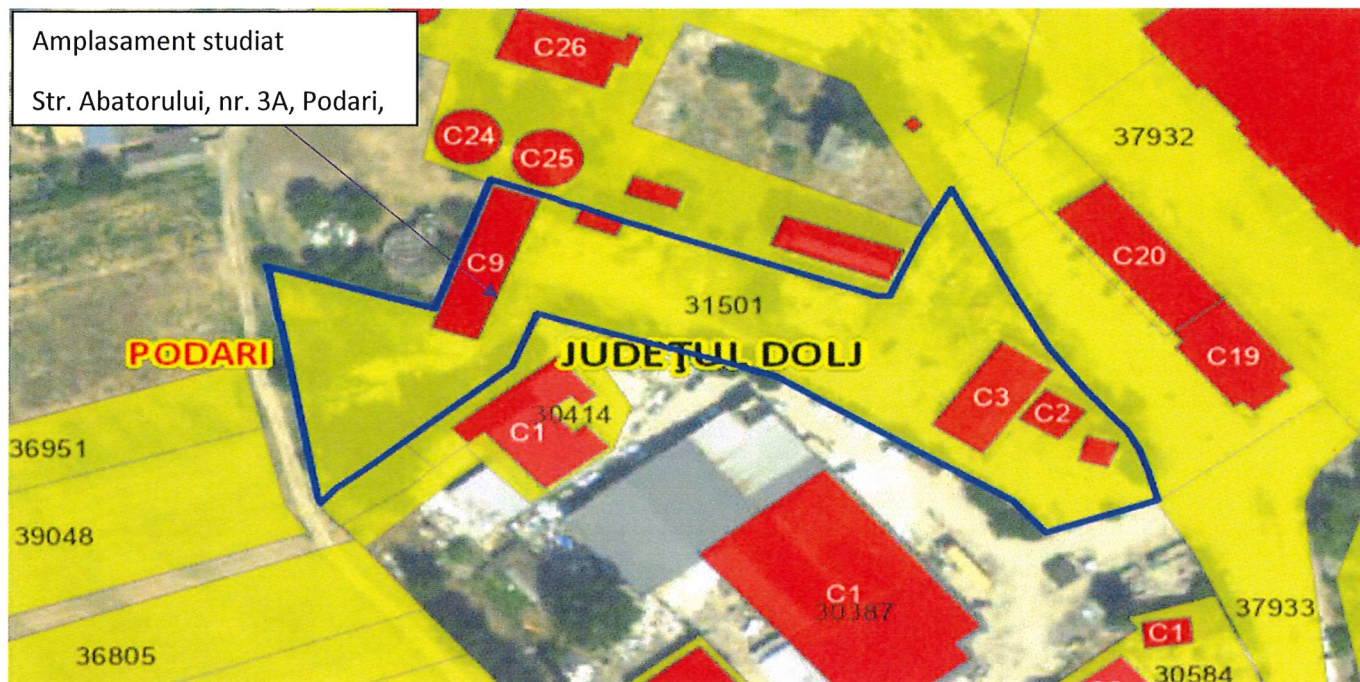 Amplasament studiat
Str. Abatorului, nr. 3A, Podari,
C26
C24
C25
37932
C9
C20
31501
PODARI
JUDEȚUL DOLJ
C19
C3
C2
30414
C1
36951
39048
C1
30387
37933
C1
36805
30584